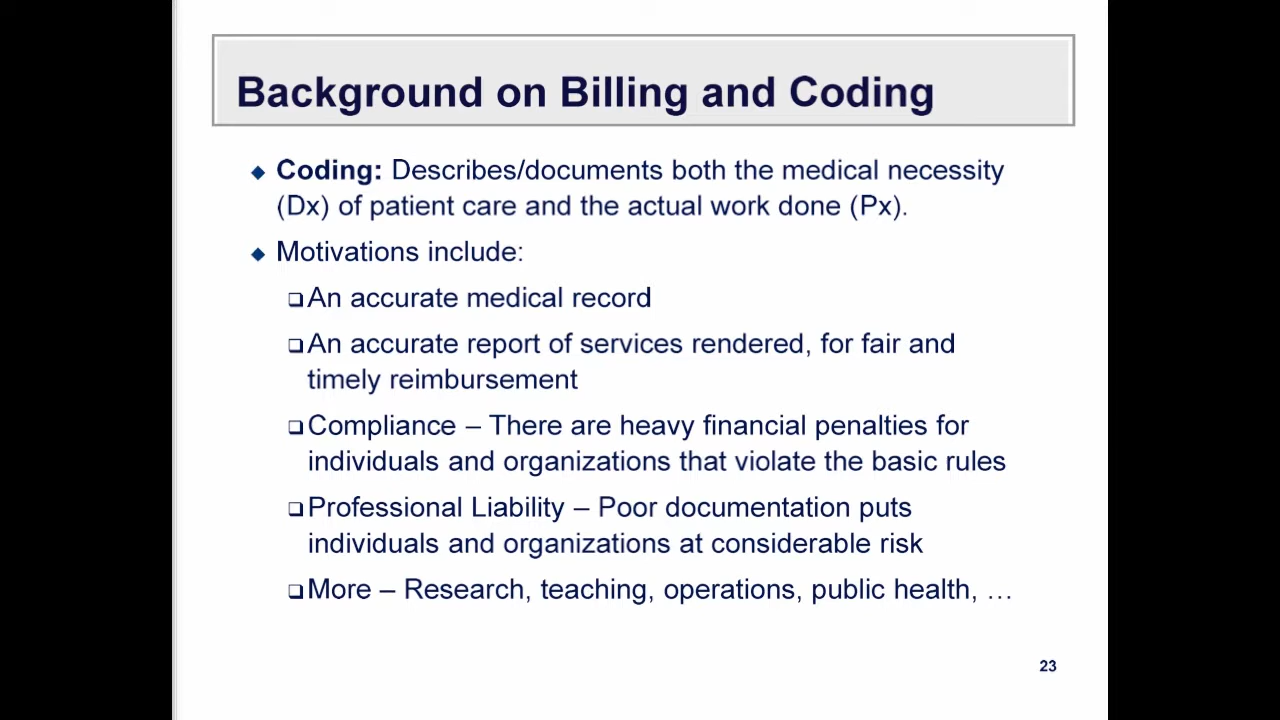 Background on Billing and Coding
Coding: Describes/documents both the medical necessity
(Dx) of patient care and the actual work done (Px).
Motivations include:
An accurate medical record
An accurate report of services rendered, for fair and
timely reimbursement
Compliance – There are heavy financial penalties for
individuals and organizations that violate the basic rules
Professional Liability – Poor documentation puts
individuals and organizations at considerable risk
More – Research, teaching, operations, public health, …
23